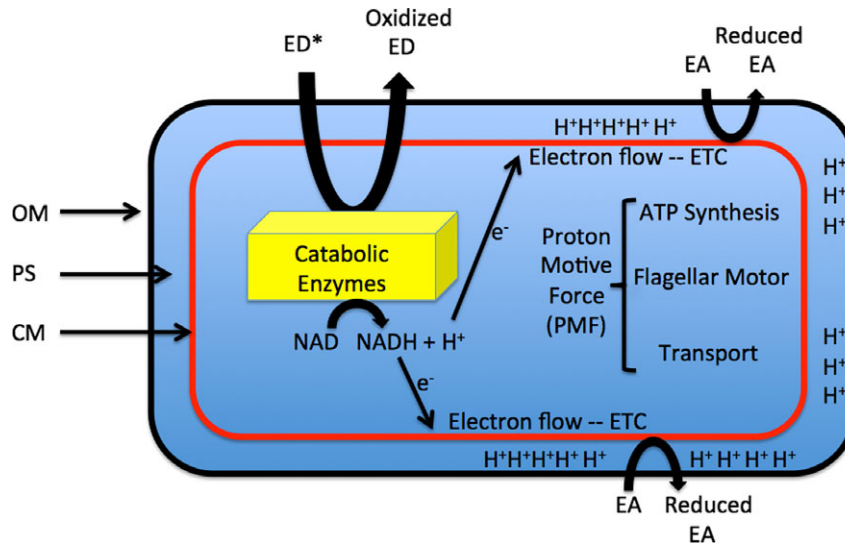 ED*
Oxidized
ED
EA
Reduced
EA
H⁺H⁺H⁺H⁺ H⁺
Electron flow -- ETC
H⁺
H⁺
H⁺
OM
PS
CM
Catabolic
Enzymes
e⁻
Proton
Motive
Force
(PMF)
ATP Synthesis
Flagellar Motor
Transport
NAD NADH + H⁺
e⁻
H⁺
H⁺
H⁺
Electron flow -- ETC
H⁺H⁺H⁺H⁺ H⁺
H⁺ H⁺ H⁺ H⁺
EA
Reduced
EA